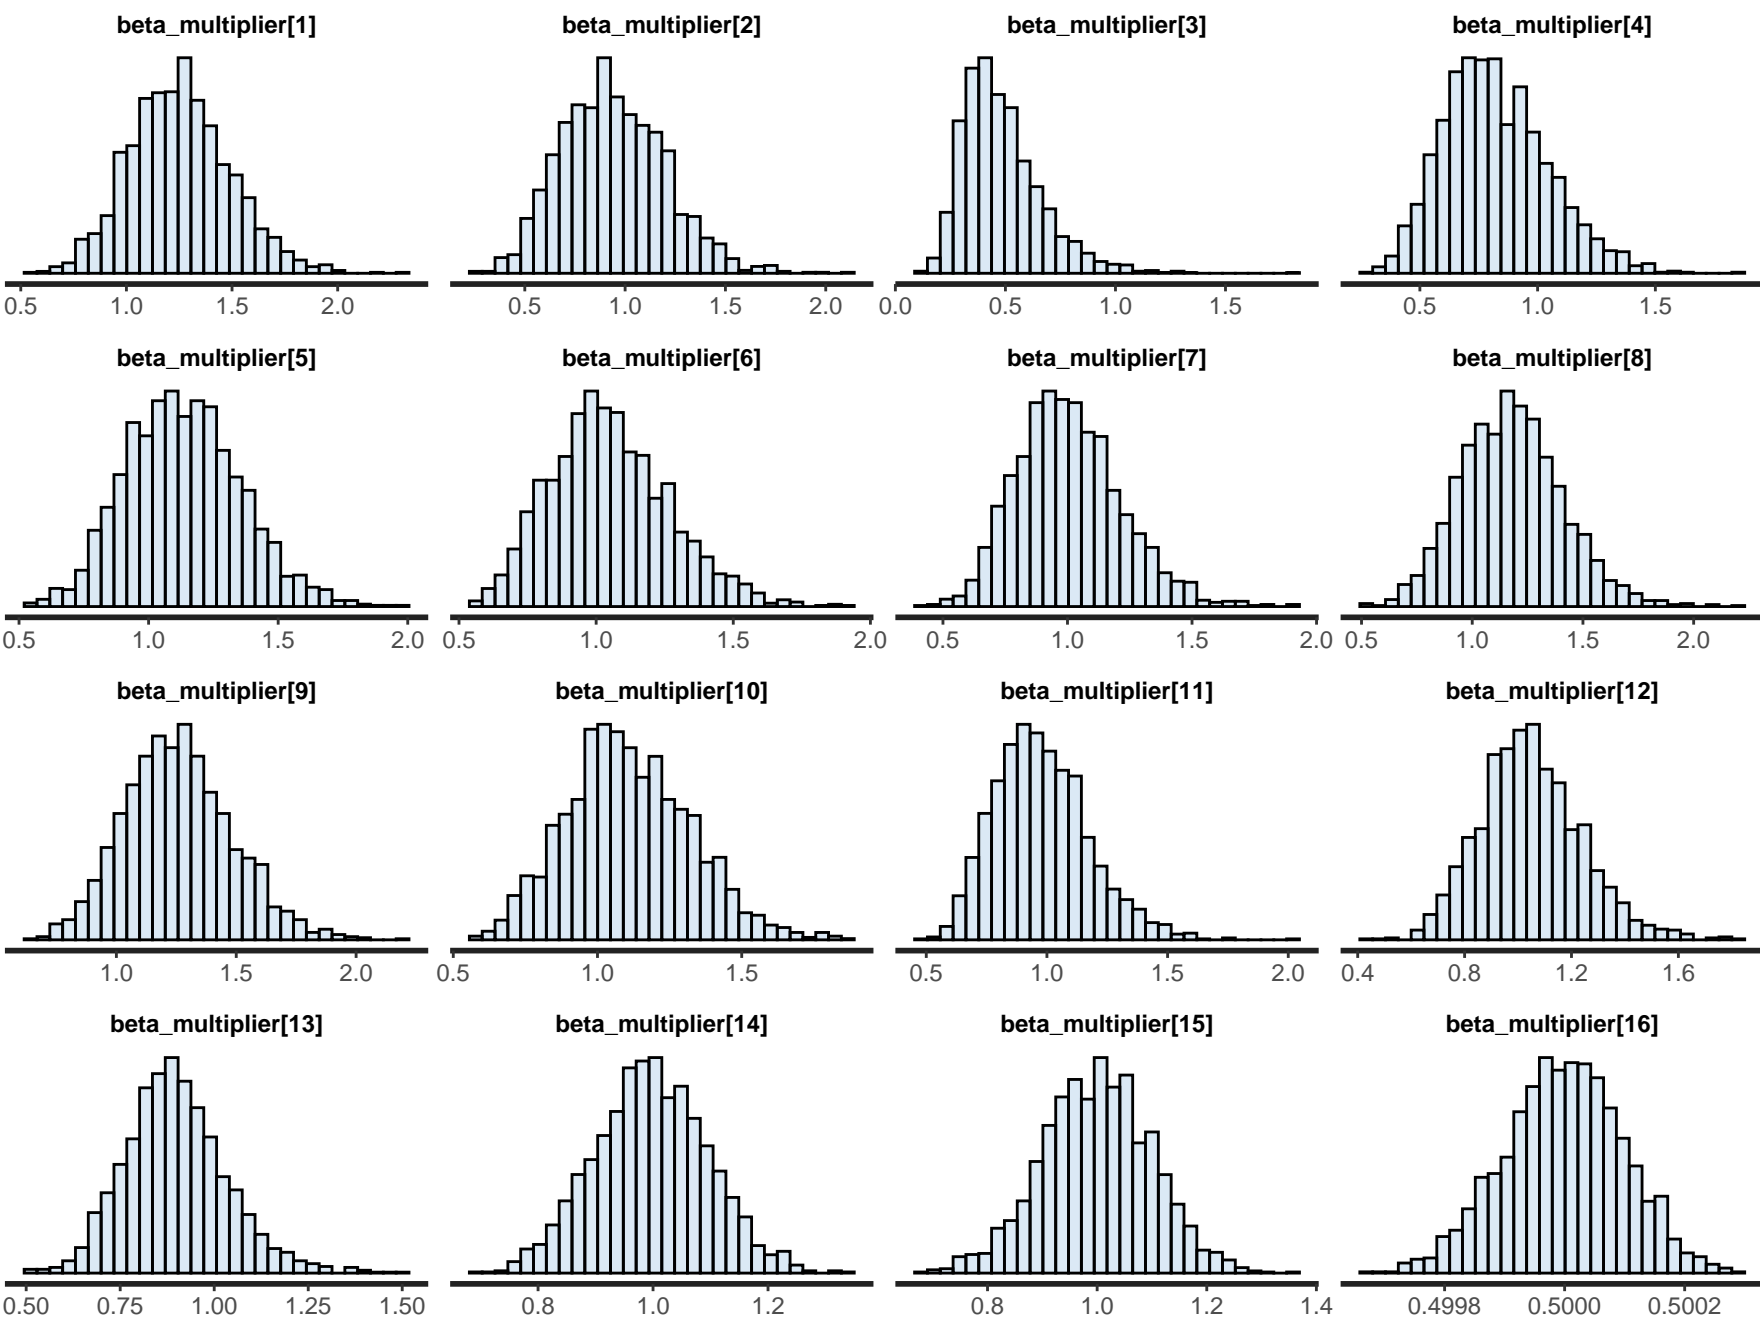 beta_multiplier[1] beta_multiplier[2] beta_multiplier[3] beta_multiplier[4]
0.5 1.0 1.5 2.0 0.5 1.0 1.5 2.0 0.0 0.5 1.0 1.5 0.5 1.0 1.5
beta_multiplier[5] beta_multiplier[6] beta_multiplier[7] beta_multiplier[8]
0.5 1.0 1.5 2.0 0.5 1.0 1.5 2.0 0.5 1.0 1.5 2.0 0.5 1.0 1.5 2.0
beta_multiplier[9] beta_multiplier[10] beta_multiplier[11] beta_multiplier[12]
1.0 1.5 2.0 0.5 1.0 1.5 0.5 1.0 1.5 2.0 0.4 0.8 1.2 1.6
beta_multiplier[13] beta_multiplier[14] beta_multiplier[15] beta_multiplier[16]
0.50 0.75 1.00 1.25 1.50 0.8 1.0 1.2 0.8 1.0 1.2 1.4 0.4998 0.5000 0.5002